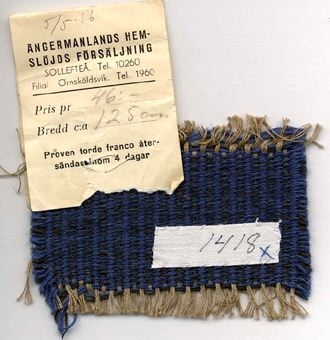 5/5-56
ÅNGERMANLANDS HEM-
SLÖJDS FÖRSÄLJNING
SOLLEFTEÅ, Tel. 10260
Filial Örnsköldsvik, Tel. 1960
Pris pr 46:-
Bredd c:a 125 cm
Proven torde franco åter-
sändas inom 4 dagar
1418x